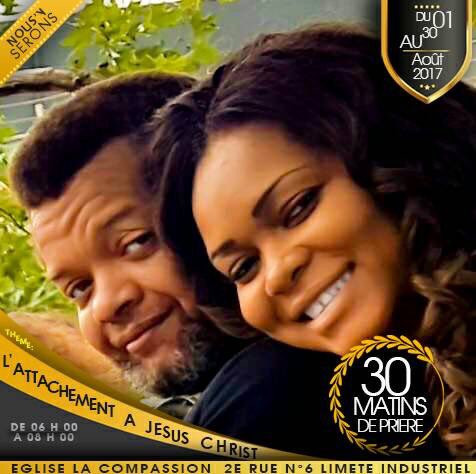 NOUS Y
SERONS
DU 01
AU 30
Août
2017
THEME:
L'ATTACHEMENT A JESUS CHRIST
DE 06 H 00
A 08 H 00
30
MATINS
DE PRIERE
EGLISE LA COMPASSION 2E RUE N°6 LIMETE INDUSTRIEL